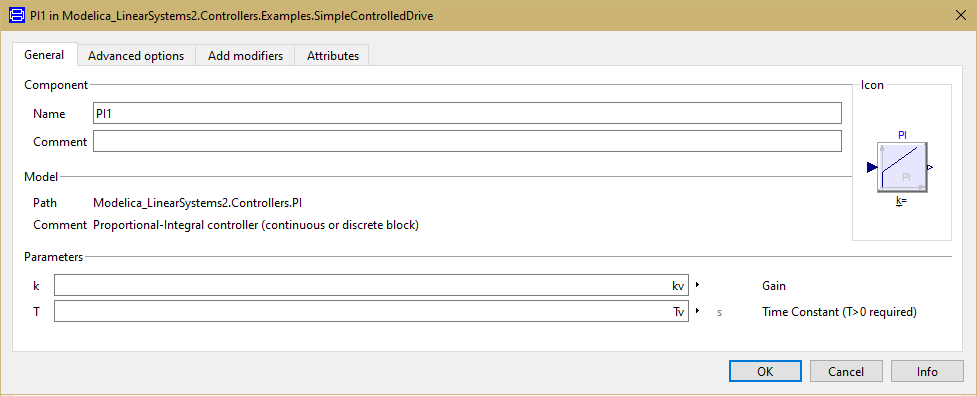 PI1 in Modelica_LinearSystems2.Controllers.Examples.SimpleControlledDrive
General Advanced options Add modifiers Attributes
Component Icon
Name PI1
Comment
PI
PI
k=
Model
Path Modelica_LinearSystems2.Controllers.PI
Comment Proportional-Integral controller (continuous or discrete block)
Parameters
k kv Gain
T Tv s Time Constant (T>0 required)
OK Cancel Info